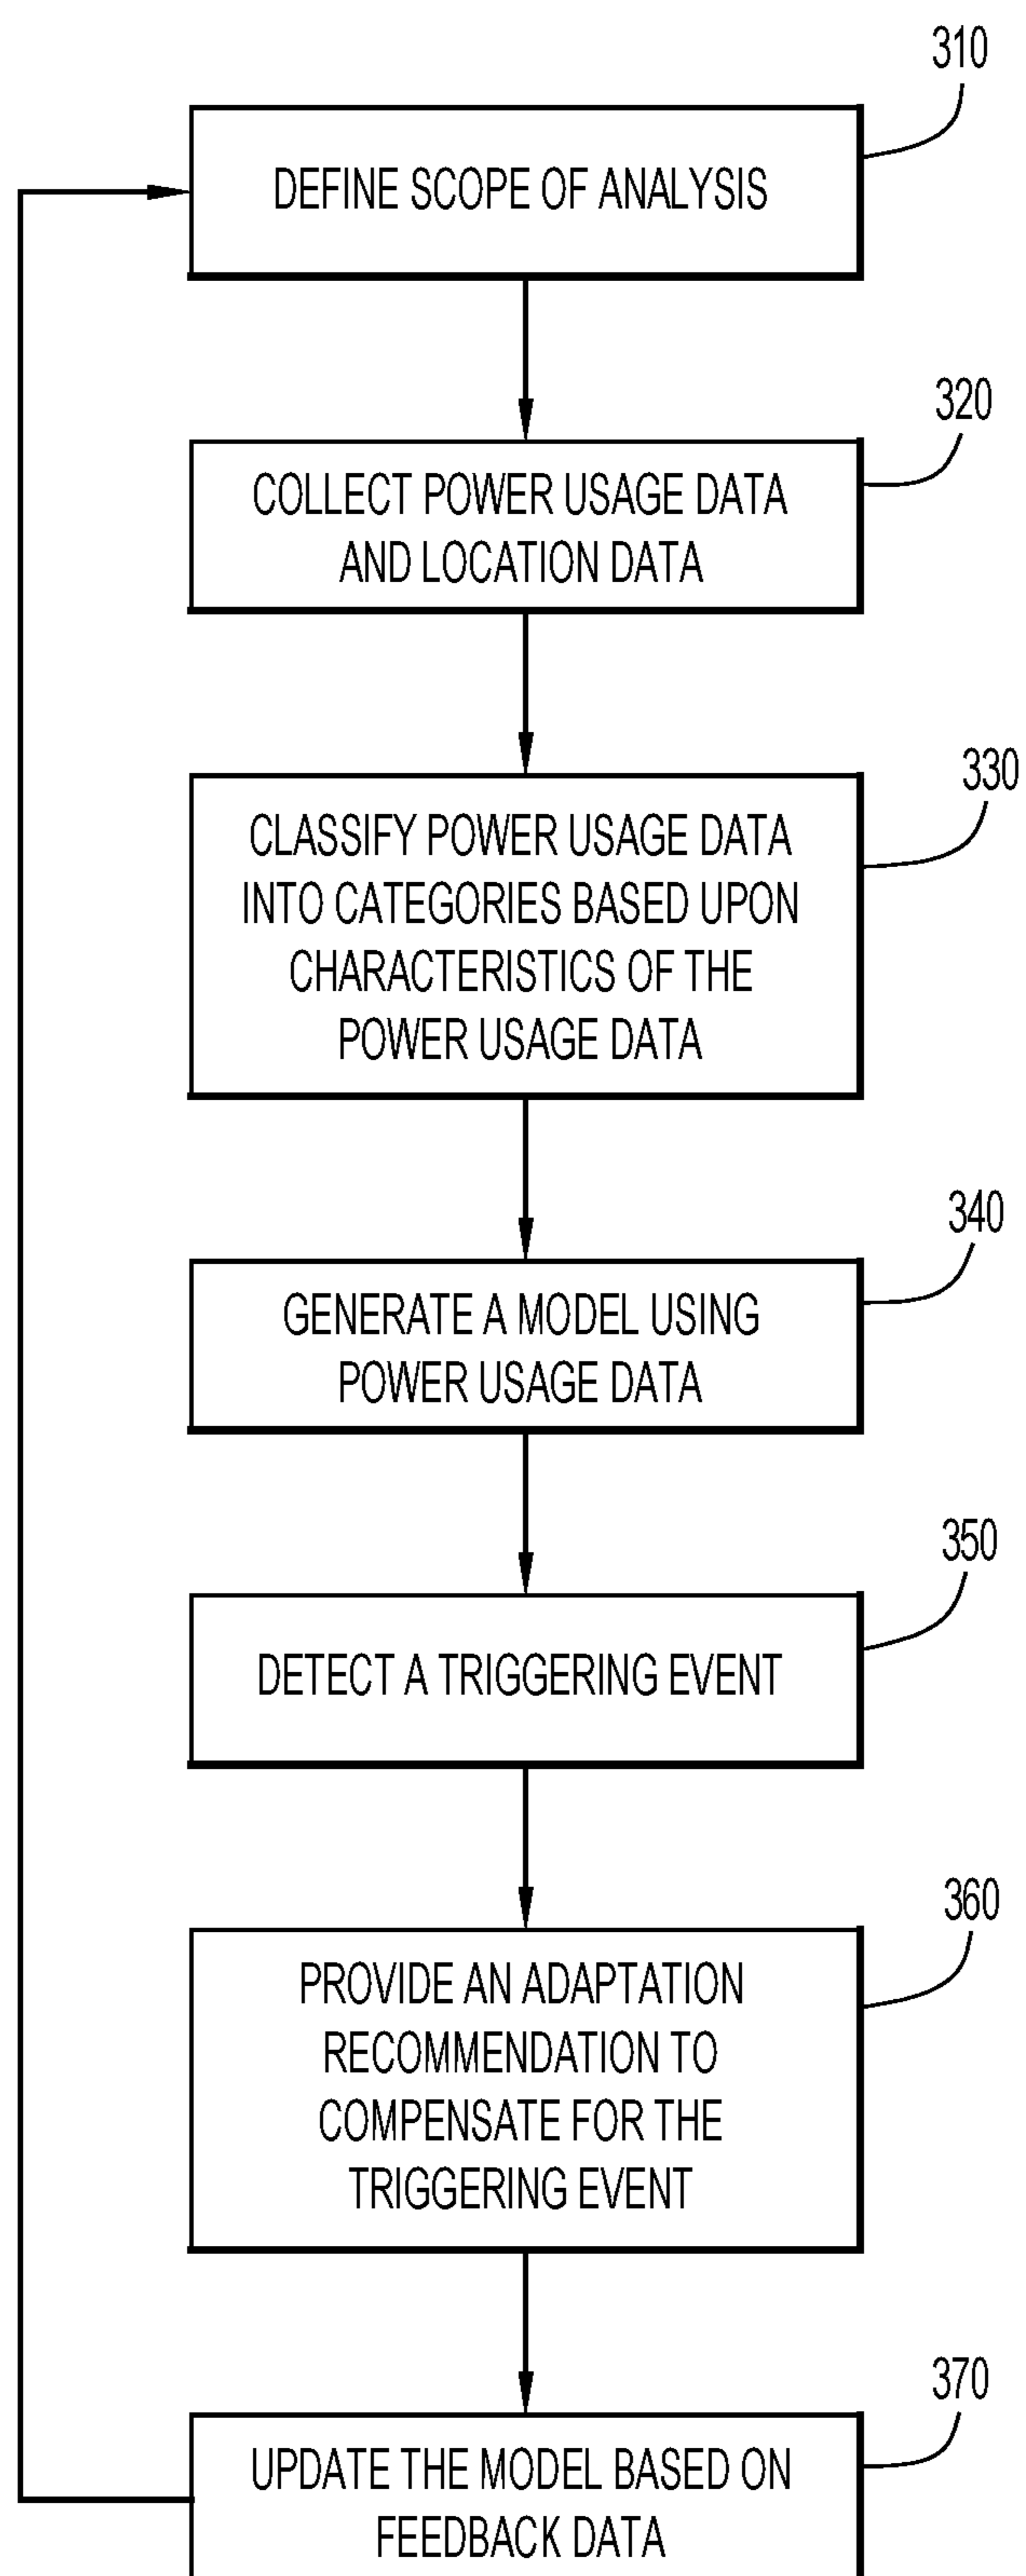 310
DEFINE SCOPE OF ANALYSIS
320
COLLECT POWER USAGE DATA
AND LOCATION DATA
330
CLASSIFY POWER USAGE DATA
INTO CATEGORIES BASED UPON
CHARACTERISTICS OF THE
POWER USAGE DATA
340
GENERATE A MODEL USING
POWER USAGE DATA
350
DETECT A TRIGGERING EVENT
360
PROVIDE AN ADAPTATION
RECOMMENDATION TO
COMPENSATE FOR THE
TRIGGERING EVENT
370
UPDATE THE MODEL BASED ON
FEEDBACK DATA